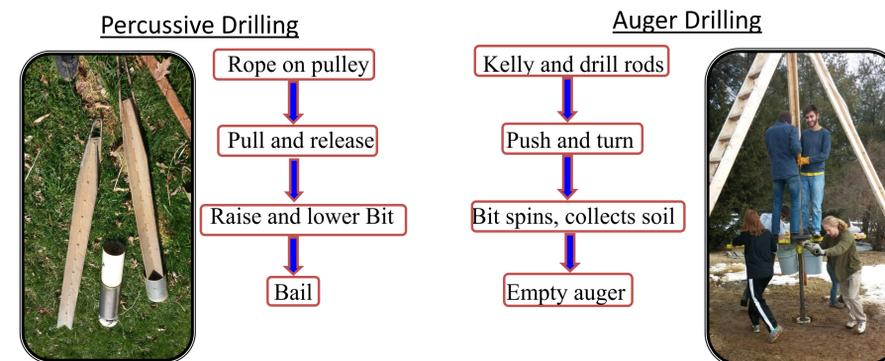 Percussive Drilling
Rope on pulley
Pull and release
Raise and lower Bit
Bail
Auger Drilling
Kelly and drill rods
Push and turn
Bit spins, collects soil
Empty auger